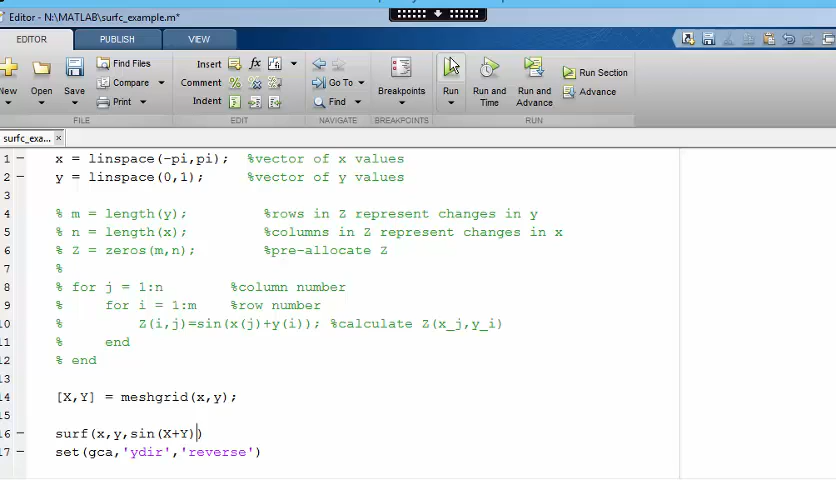 Editor - N:\MATLAB\surfc_example.m*
EDITOR PUBLISH VIEW
Find Files Insert fx Run Section
Compare Comment Go To Advance
New Open Save Print Indent Find Breakpoints Run Run and Time Run and Advance
FILE EDIT NAVIGATE BREAKPOINTS RUN
surfc_exa... ×
1 – x = linspace(-pi,pi); %vector of x values
2 – y = linspace(0,1); %vector of y values
3
4 % m = length(y); %rows in Z represent changes in y
5 % n = length(x); %columns in Z represent changes in x
6 % Z = zeros(m,n); %pre-allocate Z
7 %
8 % for j = 1:n %column number
9 % for i = 1:m %row number
10 % Z(i,j)=sin(x(j)+y(i)); %calculate Z(x_j,y_i)
11 % end
12 % end
13
14 [X,Y] = meshgrid(x,y);
15
16 – surf(x,y,sin(X+Y))
17 – set(gca,'ydir','reverse')